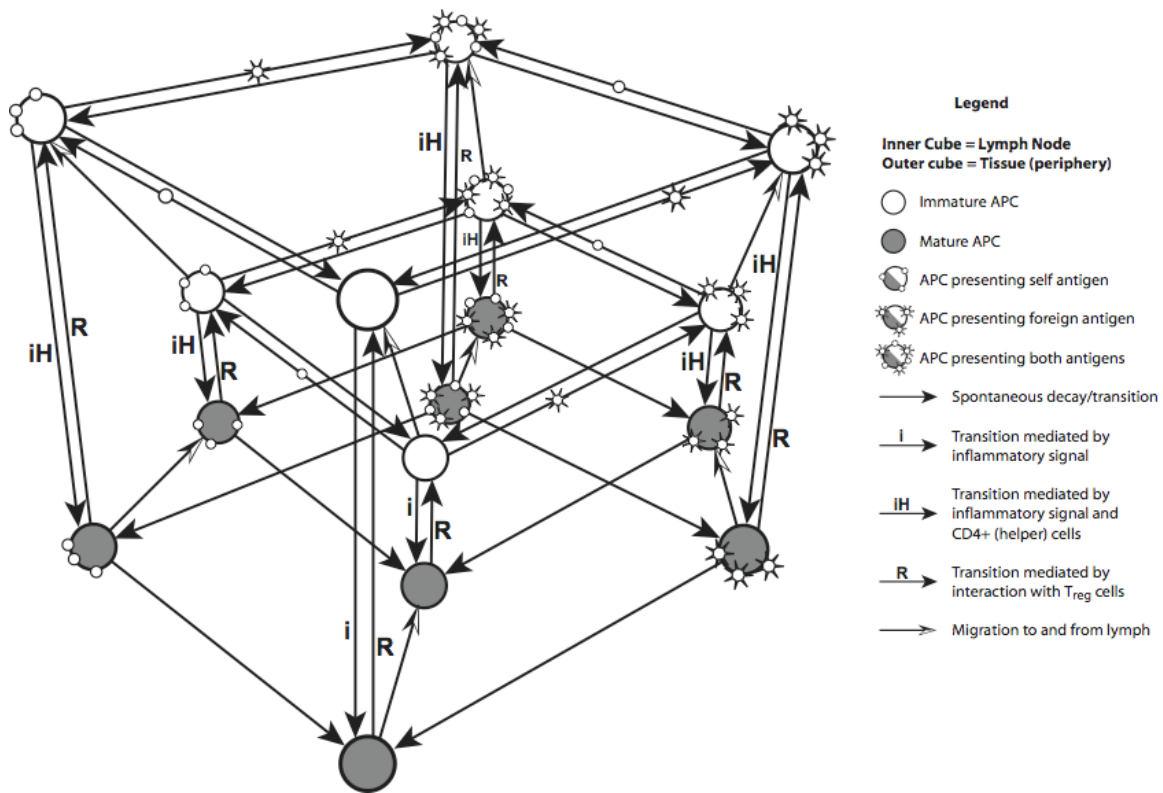 Legend
Inner Cube = Lymph Node
Outer cube = Tissue (periphery)
Immature APC
Mature APC
APC presenting self antigen
APC presenting foreign antigen
APC presenting both antigens
Spontaneous decay/transition
i
Transition mediated by
inflammatory signal
iH
Transition mediated by
inflammatory signal and
CD4+ (helper) cells
R
Transition mediated by
interaction with Treg cells
Migration to and from lymph
iH
R
iH
R
iH
R
iH
R
iH
R
iH
R
i
R
i
R